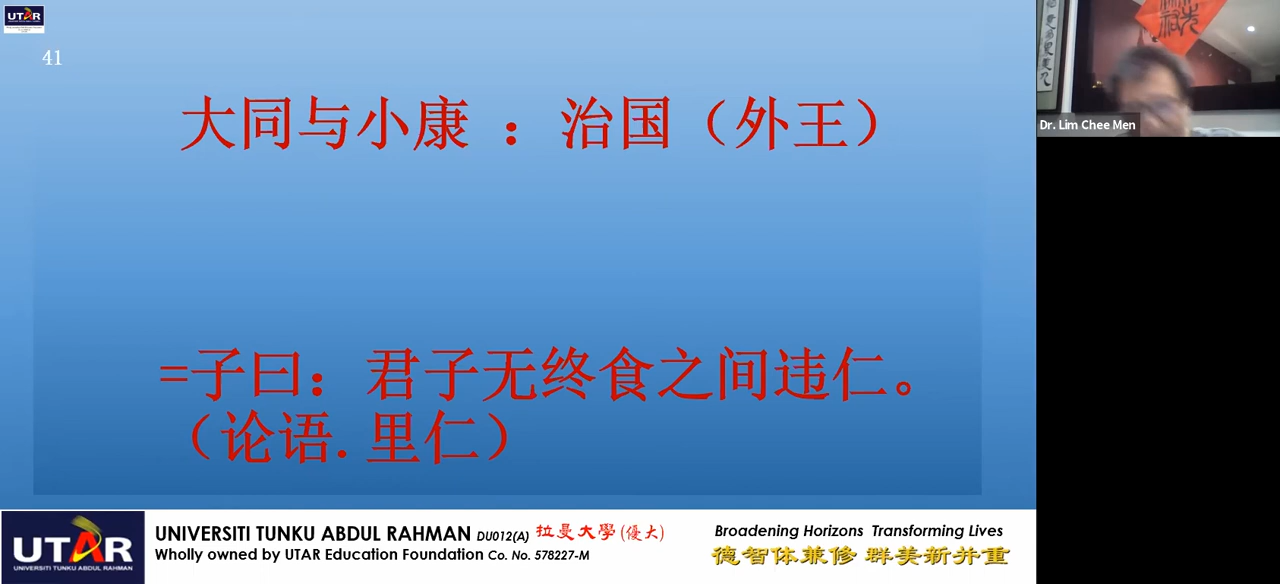 UTAR
41
大同与小康 ：治国（外王）
=子曰：君子无终食之间违仁。
（论语. 里仁）
Dr. Lim Chee Men
UTAR
UNIVERSITI TUNKU ABDUL RAHMAN
UNIVERSITI TUNKU ABDUL RAHMAN DU012(A) 拉曼大學(優大)
Wholly owned by UTAR Education Foundation Co. No. 578227-M
Broadening Horizons Transforming Lives
德智体兼修 群美新并重